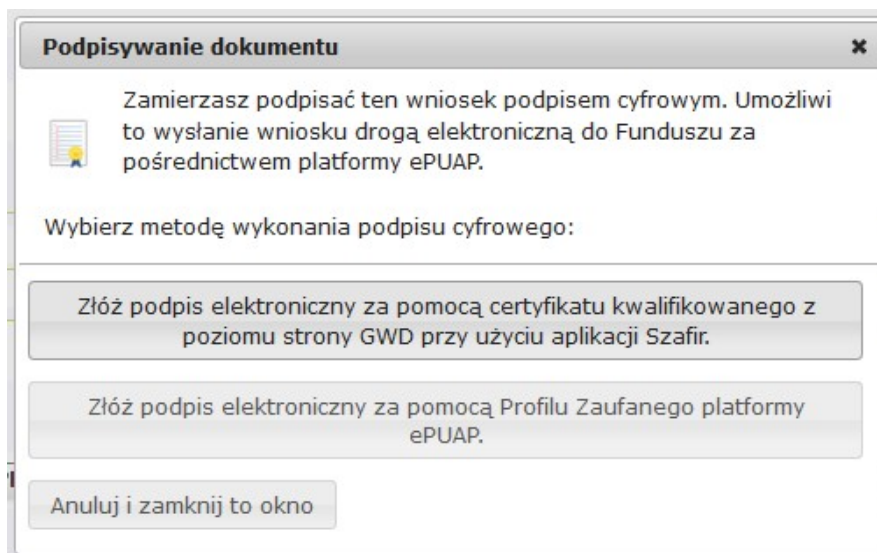 Podpisywanie dokumentu
Zamierzasz podpisać ten wniosek podpisem cyfrowym. Umożliwi
to wysłanie wniosku drogą elektroniczną do Funduszu za
pośrednictwem platformy ePUAP.
Wybierz metodę wykonania podpisu cyfrowego:
Złóż podpis elektroniczny za pomocą certyfikatu kwalifikowanego z
poziomu strony GWD przy użyciu aplikacji Szafir.
Złóż podpis elektroniczny za pomocą Profilu Zaufanego platformy
ePUAP.
Anuluj i zamknij to okno